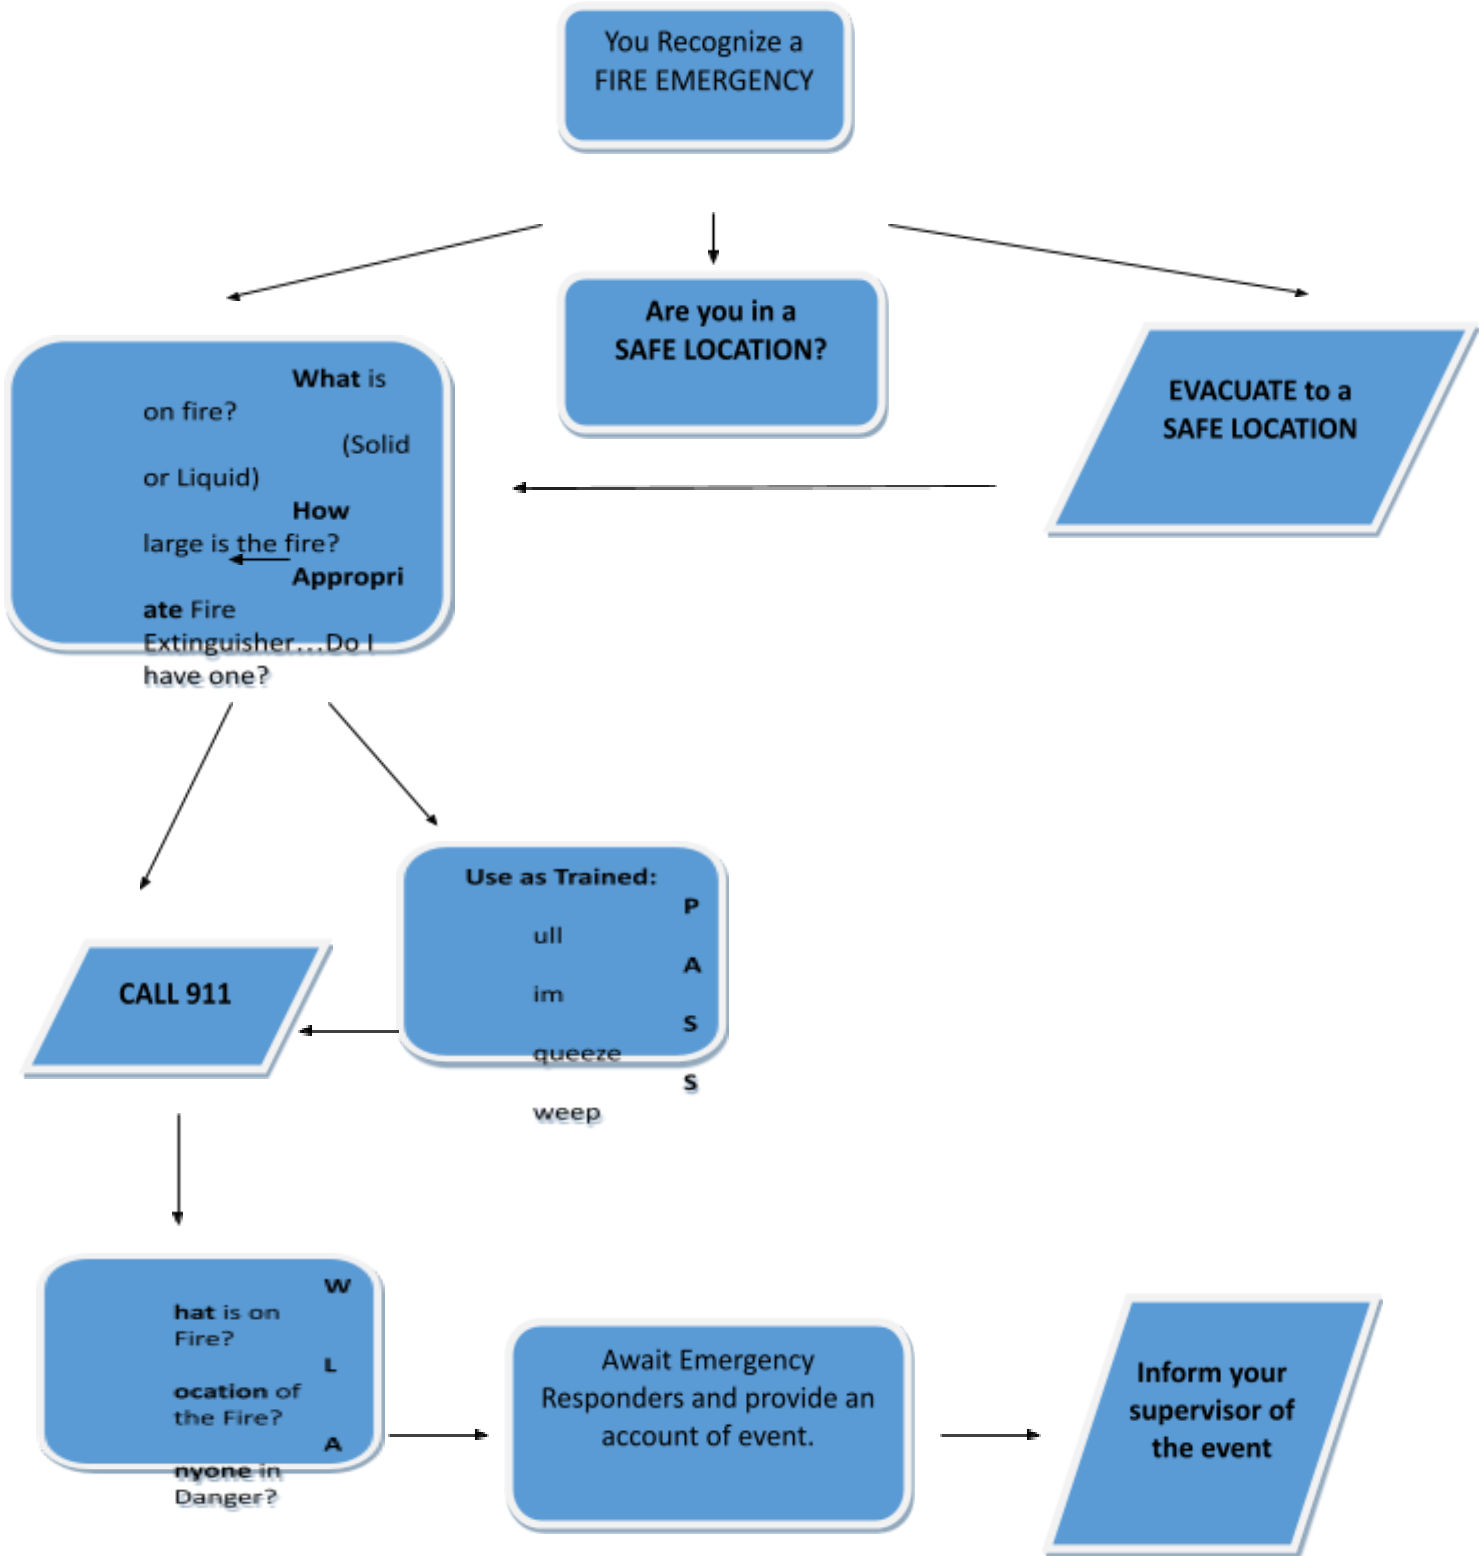 You Recognize a
FIRE EMERGENCY
Are you in a
SAFE LOCATION?
EVACUATE to a
SAFE LOCATION
What is
on fire?
(Solid
or Liquid)
How
large is the fire?
Appropri
ate Fire
Extinguisher...Do I
have one?
Use as Trained:
P
ull
A
im
S
queeze
S
weep
CALL 911
W
hat is on
Fire?
L
ocation of
the Fire?
A
nyone in
Danger?
Await Emergency
Responders and provide an
account of event.
Inform your
supervisor of
the event